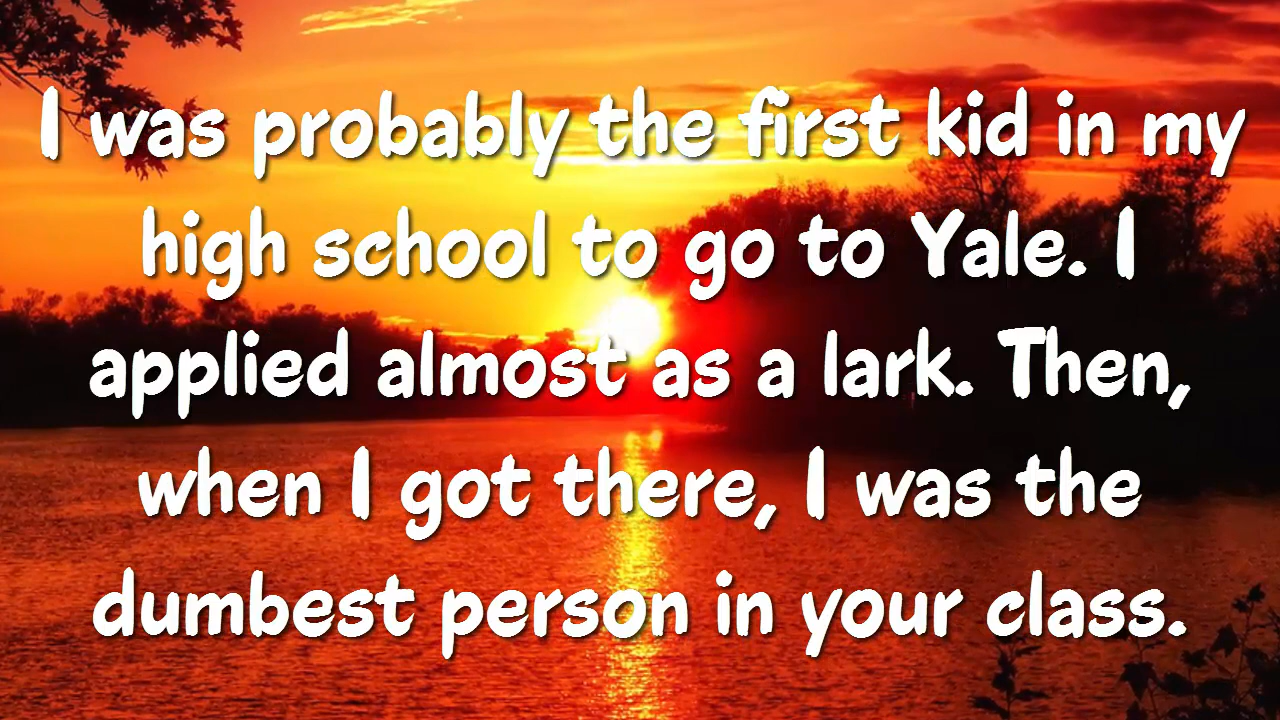 I was probably the first kid in my
high school to go to Yale. I
applied almost as a lark. Then,
when I got there, I was the
dumbest person in your class.